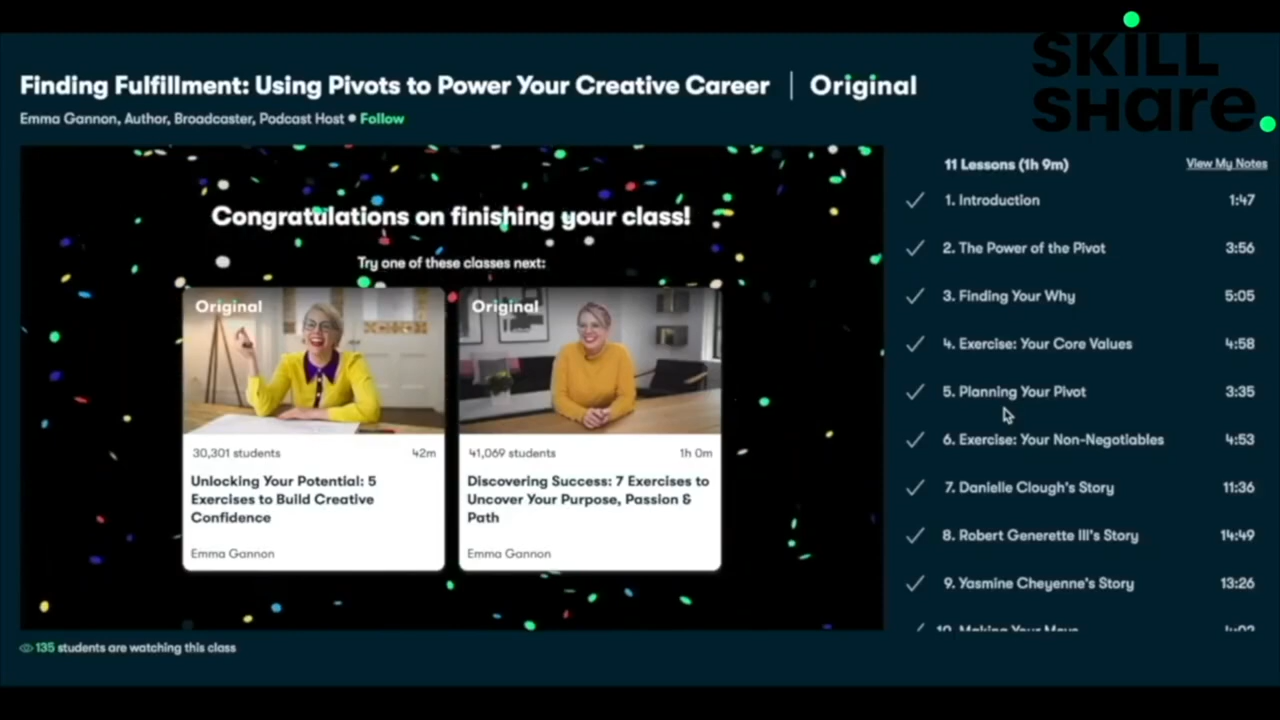 SKILL
SHare.
Finding Fulfillment: Using Pivots to Power Your Creative Career | Original
Emma Gannon, Author, Broadcaster, Podcast Host • Follow
Congratulations on finishing your class!
Try one of these classes next:
Original
30,301 students 42m
Unlocking Your Potential: 5
Exercises to Build Creative
Confidence
Emma Gannon
Original
41,069 students 1h 0m
Discovering Success: 7 Exercises to
Uncover Your Purpose, Passion &
Path
Emma Gannon
135 students are watching this class
11 Lessons (1h 9m) View My Notes
1. Introduction 1:47
2. The Power of the Pivot 3:56
3. Finding Your Why 5:05
4. Exercise: Your Core Values 4:58
5. Planning Your Pivot 3:35
6. Exercise: Your Non-Negotiables 4:53
7. Danielle Clough's Story 11:36
8. Robert Generette III's Story 14:49
9. Yasmine Cheyenne's Story 13:26
10. Making Your Move